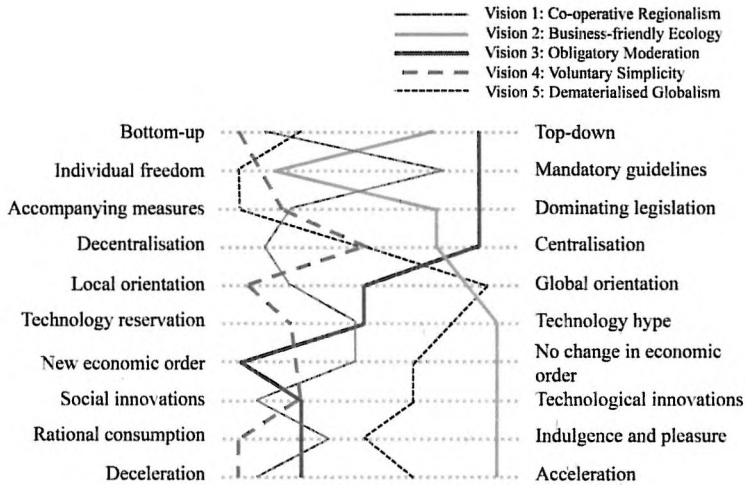 Vision 1: Co-operative Regionalism
Vision 2: Business-friendly Ecology
Vision 3: Obligatory Moderation
Vision 4: Voluntary Simplicity
Vision 5: Dematerialised Globalism
Bottom-up Top-down
Individual freedom Mandatory guidelines
Accompanying measures Dominating legislation
Decentralisation Centralisation
Local orientation Global orientation
Technology reservation Technology hype
New economic order No change in economic
order
Social innovations Technological innovations
Rational consumption Indulgence and pleasure
Deceleration Acceleration